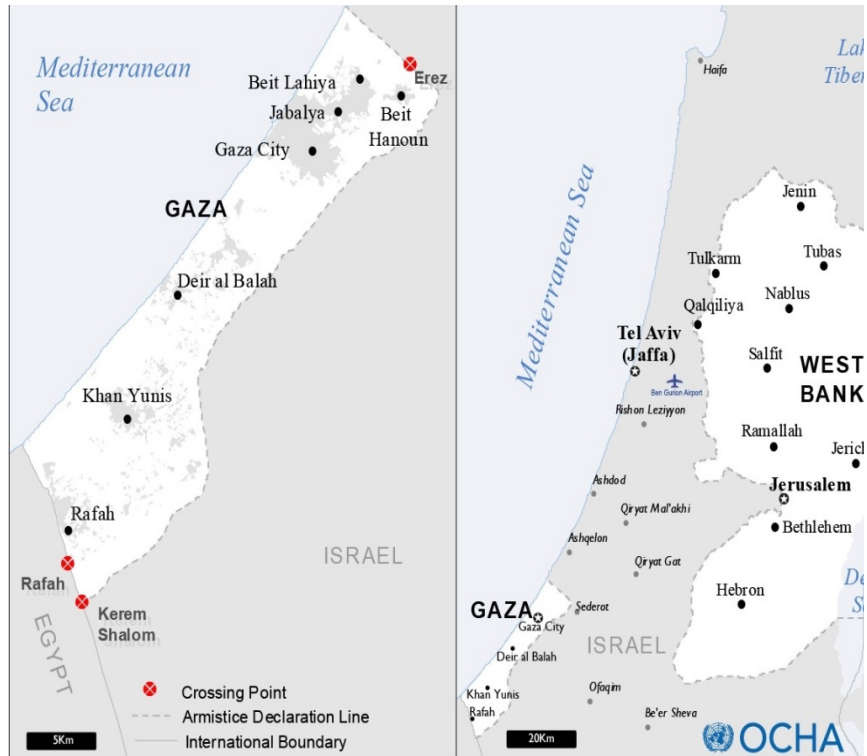 Mediterranean
Sea
Beit Lahiya
Erez
Jabalya
Beit
Hanoun
Gaza City
GAZA
Deir al Balah
Khan Yunis
Rafah
ISRAEL
Rafah
Kerem
Shalom
EGYPT
Crossing Point
Armistice Declaration Line
International Boundary
5Km
Lak
Tiber
Haifa
Mediterranean Sea
Jenin
Tulkarm
Tubas
Qalqiliya
Nablus
Tel Aviv
(Jaffa)
Ben Gurion Airport
Salfit
WEST
BANK
Rishon Leziyyon
Ramallah
Jerich
Ashdod
Jerusalem
Qiryat Mal'akhi
Bethlehem
Ashqelon
Qiryat Gat
De
S
Hebron
GAZA
Sederot
Gaza City
ISRAEL
Deir al Balah
Khan Yunis
Ofaqim
Rafah
Be'er Sheva
20Km
OCHA